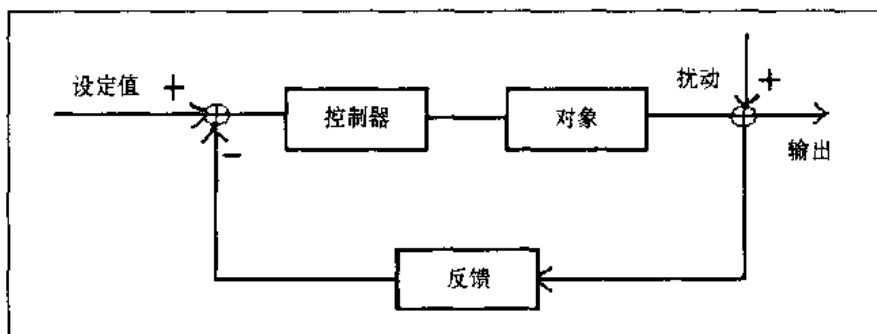 设定值 +
控制器
对象
扰动 +
输出
-
反馈